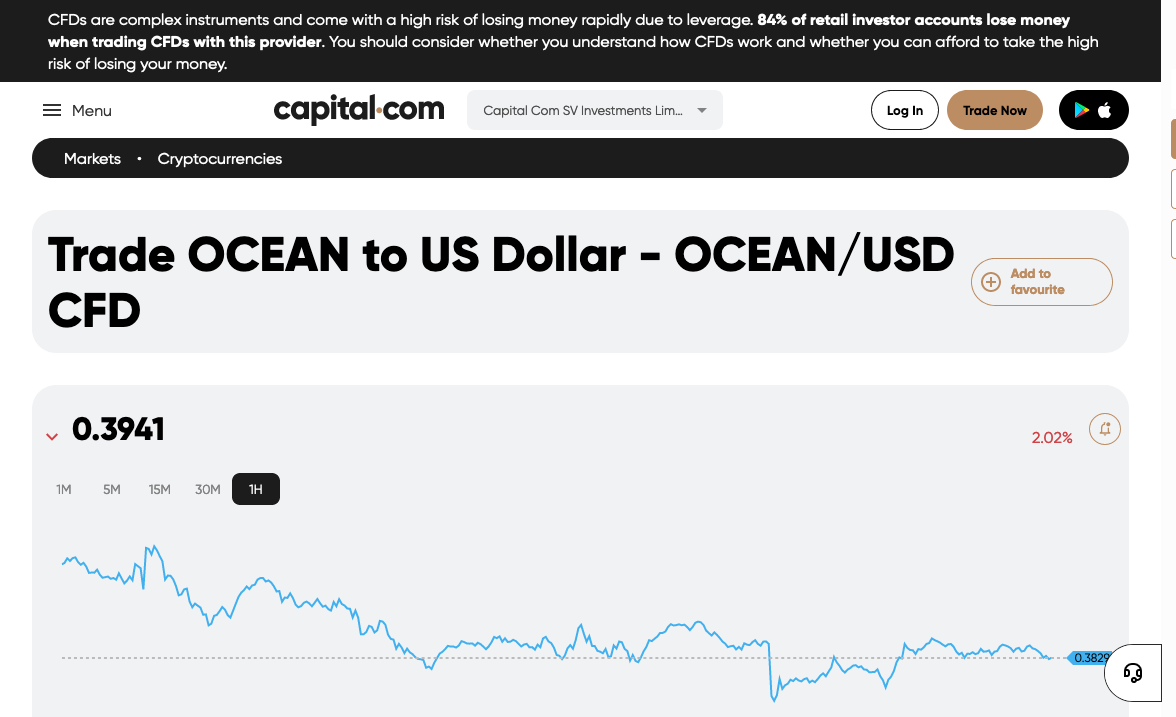 CFDs are complex instruments and come with a high risk of losing money rapidly due to leverage. 84% of retail investor accounts lose money
when trading CFDs with this provider. You should consider whether you understand how CFDs work and whether you can afford to take the high
risk of losing your money.
Menu
capital.com
Capital Com SV Investments Lim...
Log In
Trade Now
Markets • Cryptocurrencies
Trade OCEAN to US Dollar - OCEAN/USD
CFD
Add to
favourite
0.3941
2.02%
1M 5M 15M 30M 1H
0.3829